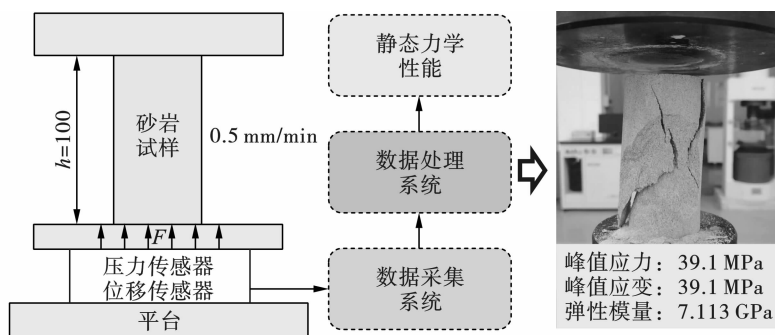 h=100
砂岩
试样
0.5 mm/min
F
压力传感器
位移传感器
平台
静态力学
性能
数据处理
系统
数据采集
系统
峰值应力：39.1 MPa
峰值应变：39.1 MPa
弹性模量：7.113 GPa